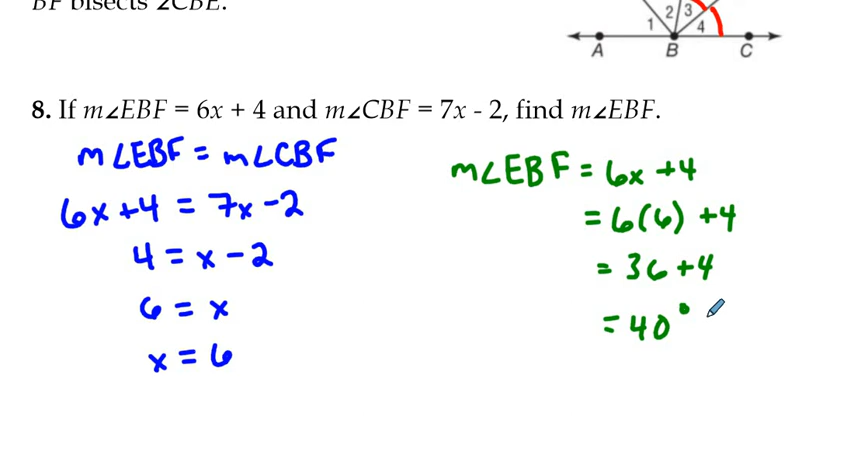 BF bisects ∠CBE.
2 3
1 4
A B C
8. If m∠EBF = 6x + 4 and m∠CBF = 7x - 2, find m∠EBF.
m∠EBF = m∠CBF
6x + 4 = 7x - 2
4 = x - 2
6 = x
x = 6
m∠EBF = 6x + 4
= 6(6) + 4
= 36 + 4
= 40°